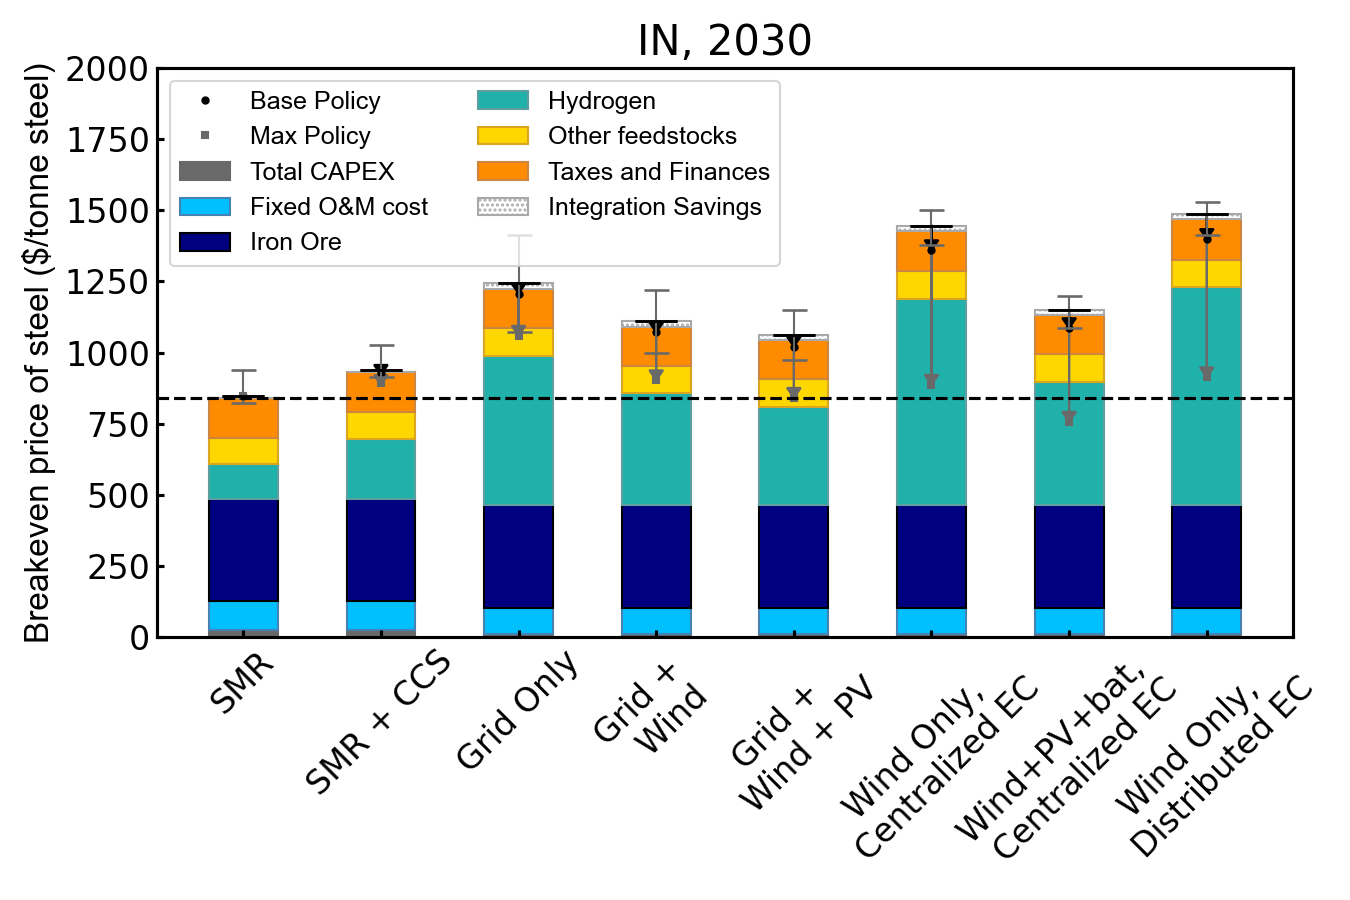 IN, 2030
Breakeven price of steel ($/tonne steel)
2000
1750
1500
1250
1000
750
500
250
0
Base Policy
Max Policy
Total CAPEX
Fixed O&M cost
Iron Ore
Hydrogen
Other feedstocks
Taxes and Finances
Integration Savings
SMR
SMR + CCS
Grid Only
Grid +
Wind
Grid +
Wind + PV
Wind Only,
Centralized EC
Wind+PV+bat,
Centralized EC
Wind Only,
Distributed EC